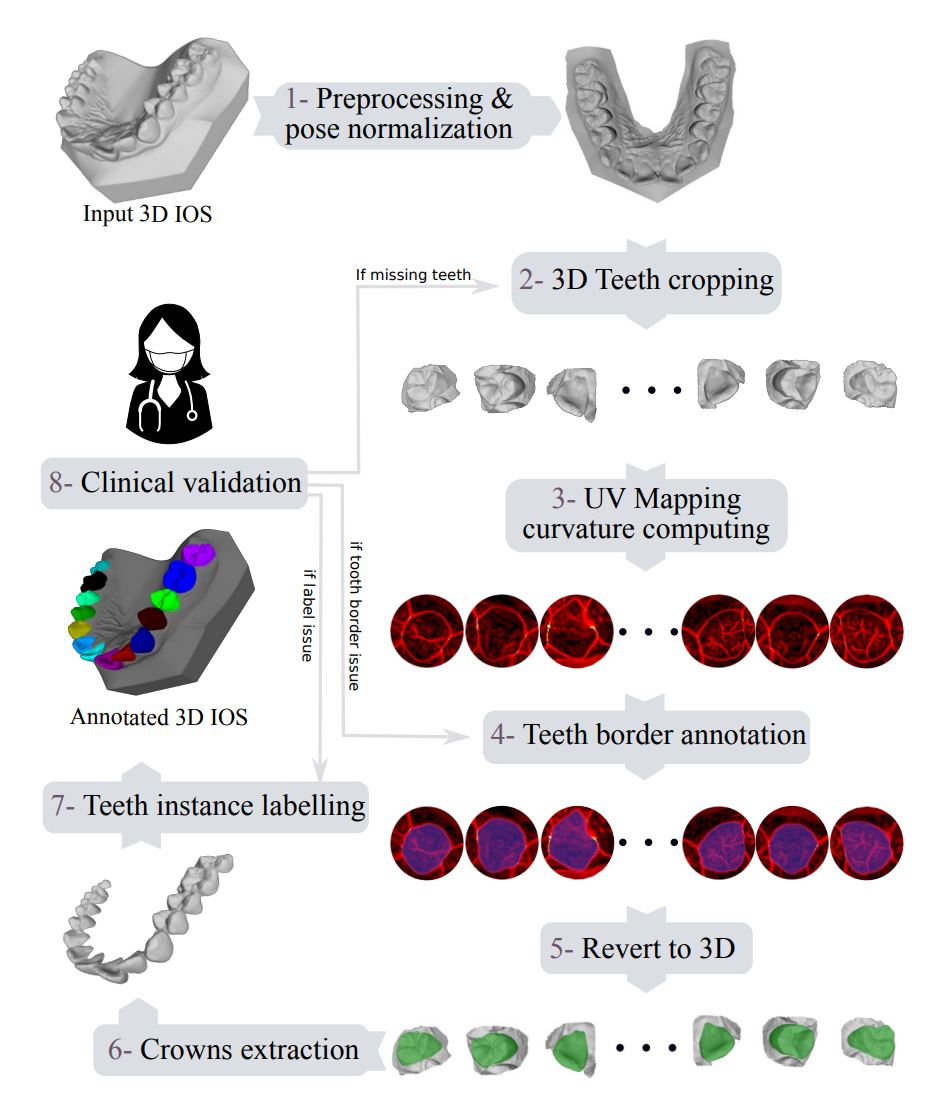 1- Preprocessing &
pose normalization
Input 3D IOS
If missing teeth
2- 3D Teeth cropping
8- Clinical validation
3- UV Mapping
curvature computing
if label issue
if tooth border issue
Annotated 3D IOS
4- Teeth border annotation
7- Teeth instance labelling
5- Revert to 3D
6- Crowns extraction